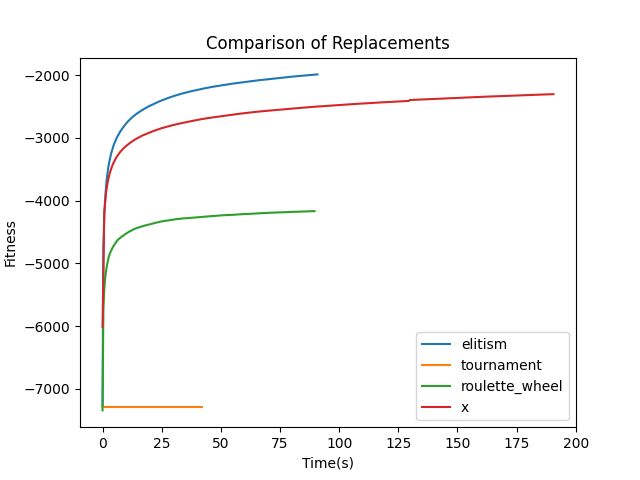 Comparison of Replacements
Fitness
−2000
−3000
−4000
−5000
−6000
−7000
elitism
tournament
roulette_wheel
x
0 25 50 75 100 125 150 175 200
Time(s)